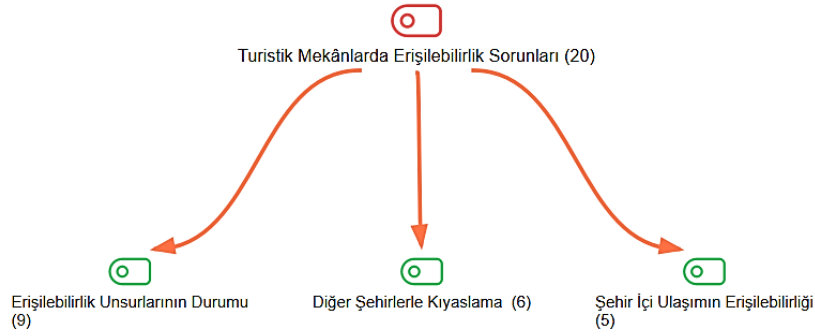 Turistik Mekânlarda Erişilebilirlik Sorunları (20)
Erişilebilirlik Unsurlarının Durumu
(9)
Diğer Şehirlerle Kıyaslama (6)
Şehir İçi Ulaşımın Erişilebilirliği
(5)